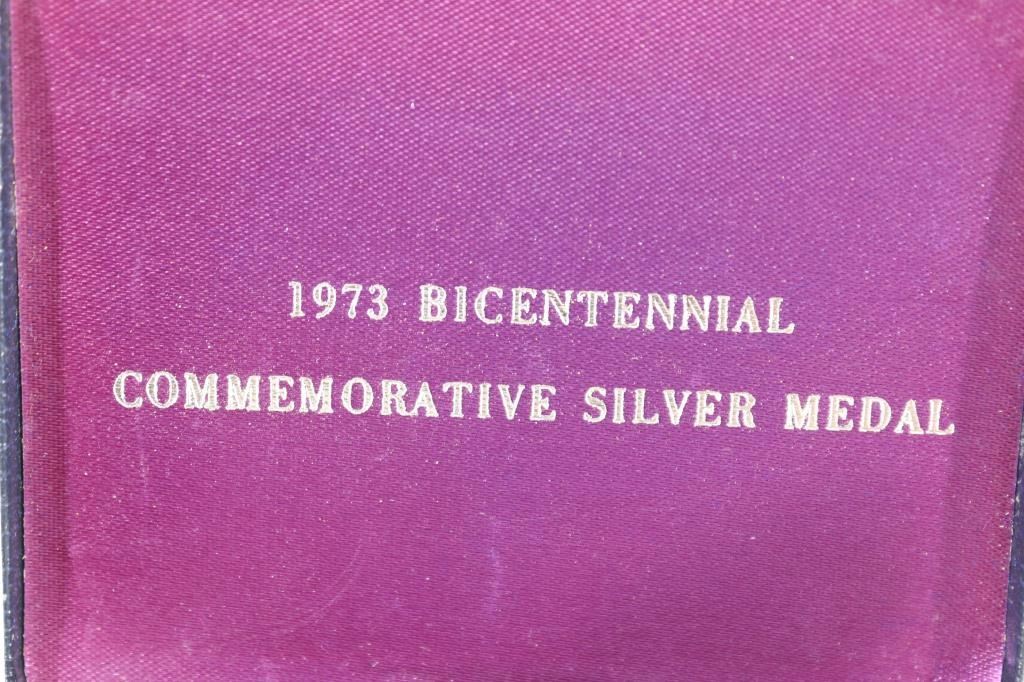 1973 BICENTENNIAL
COMMEMORATIVE SILVER MEDAL